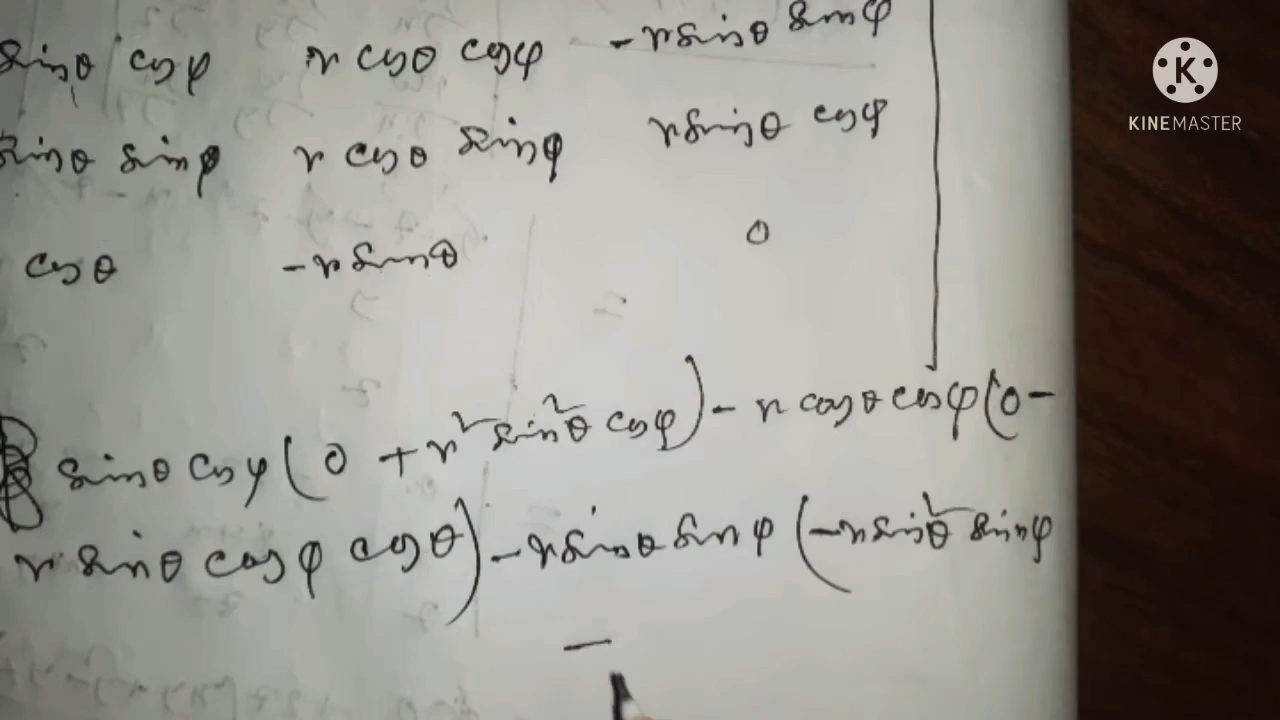 sinθ cosφ r cosθ cosφ -r sinθ sinφ
sinθ sinφ r cosθ sinφ r sinθ cosφ
cosθ -r sinθ 0
sinθ cosφ (0 + r² sin²θ cosφ) - r cosθ cosφ (0 -
r sinθ cosφ cosθ) - r sinθ sinφ (-r sin²θ sinφ
-
K
KINEMASTER